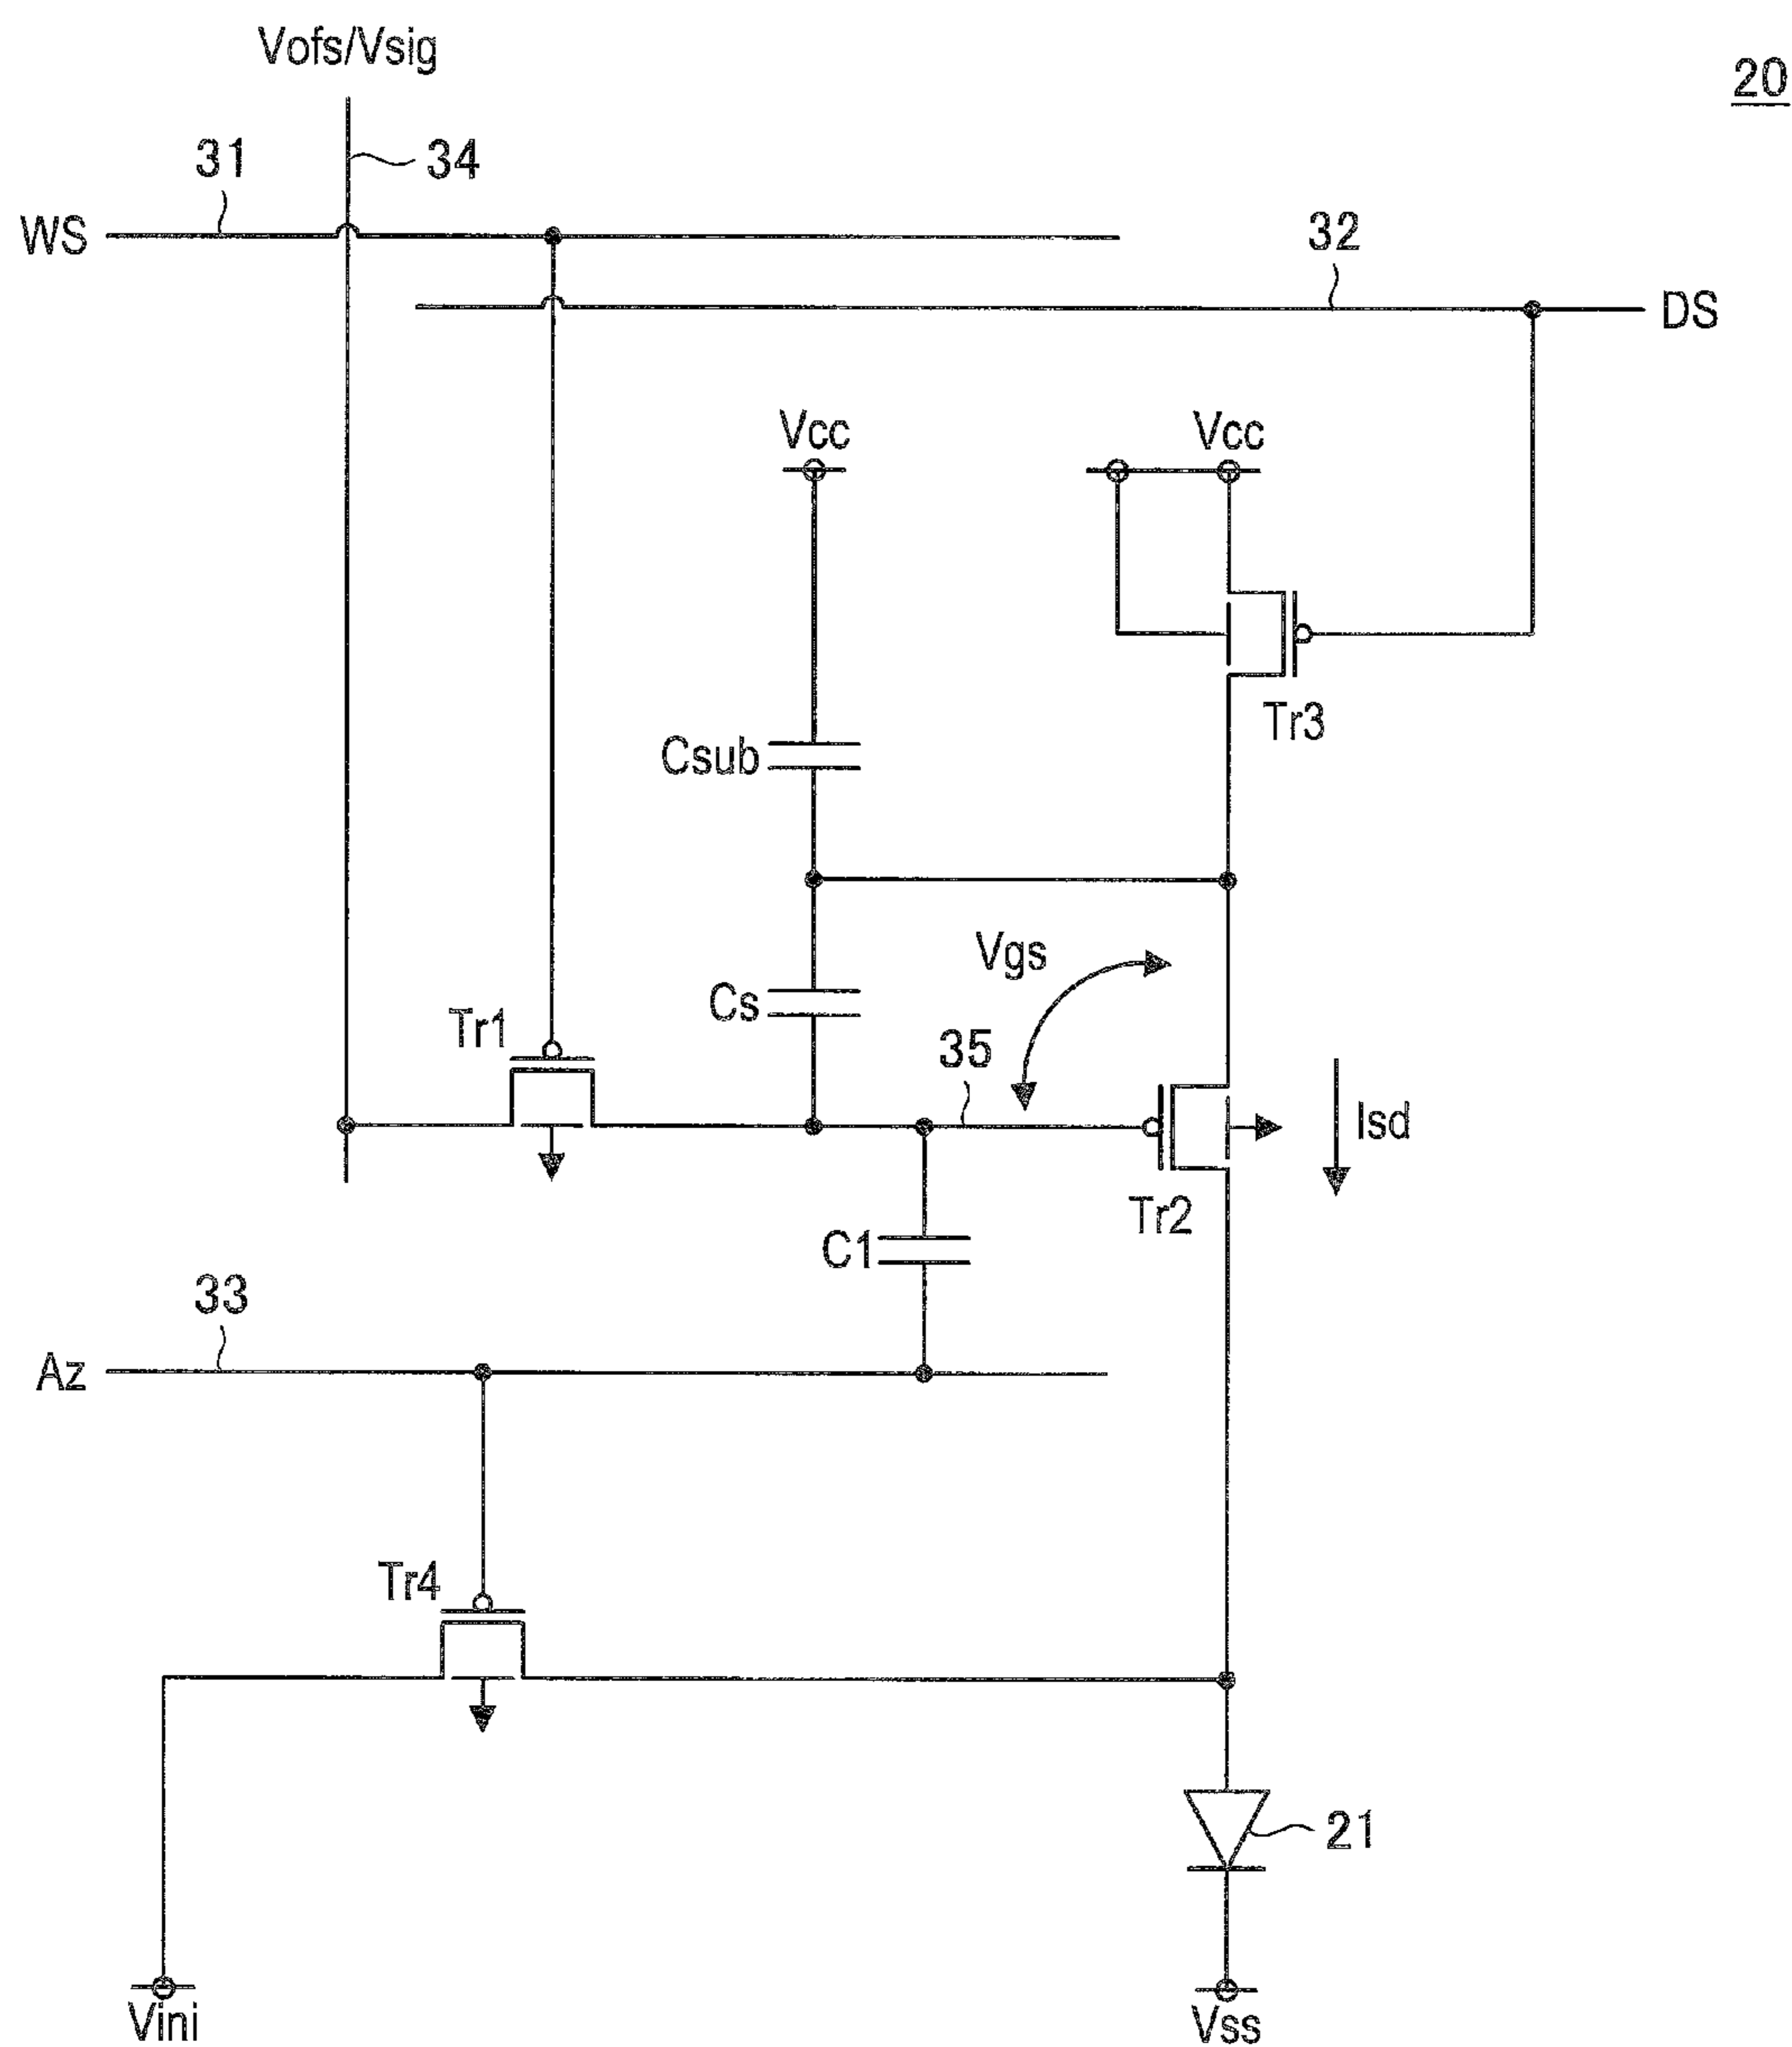 Vofs/Vsig
20
31
34
WS
32
DS
Vcc
Vcc
Tr3
Csub
Vgs
Cs
Tr1
35
Isd
Tr2
C1
33
Az
Tr4
21
Vini
Vss